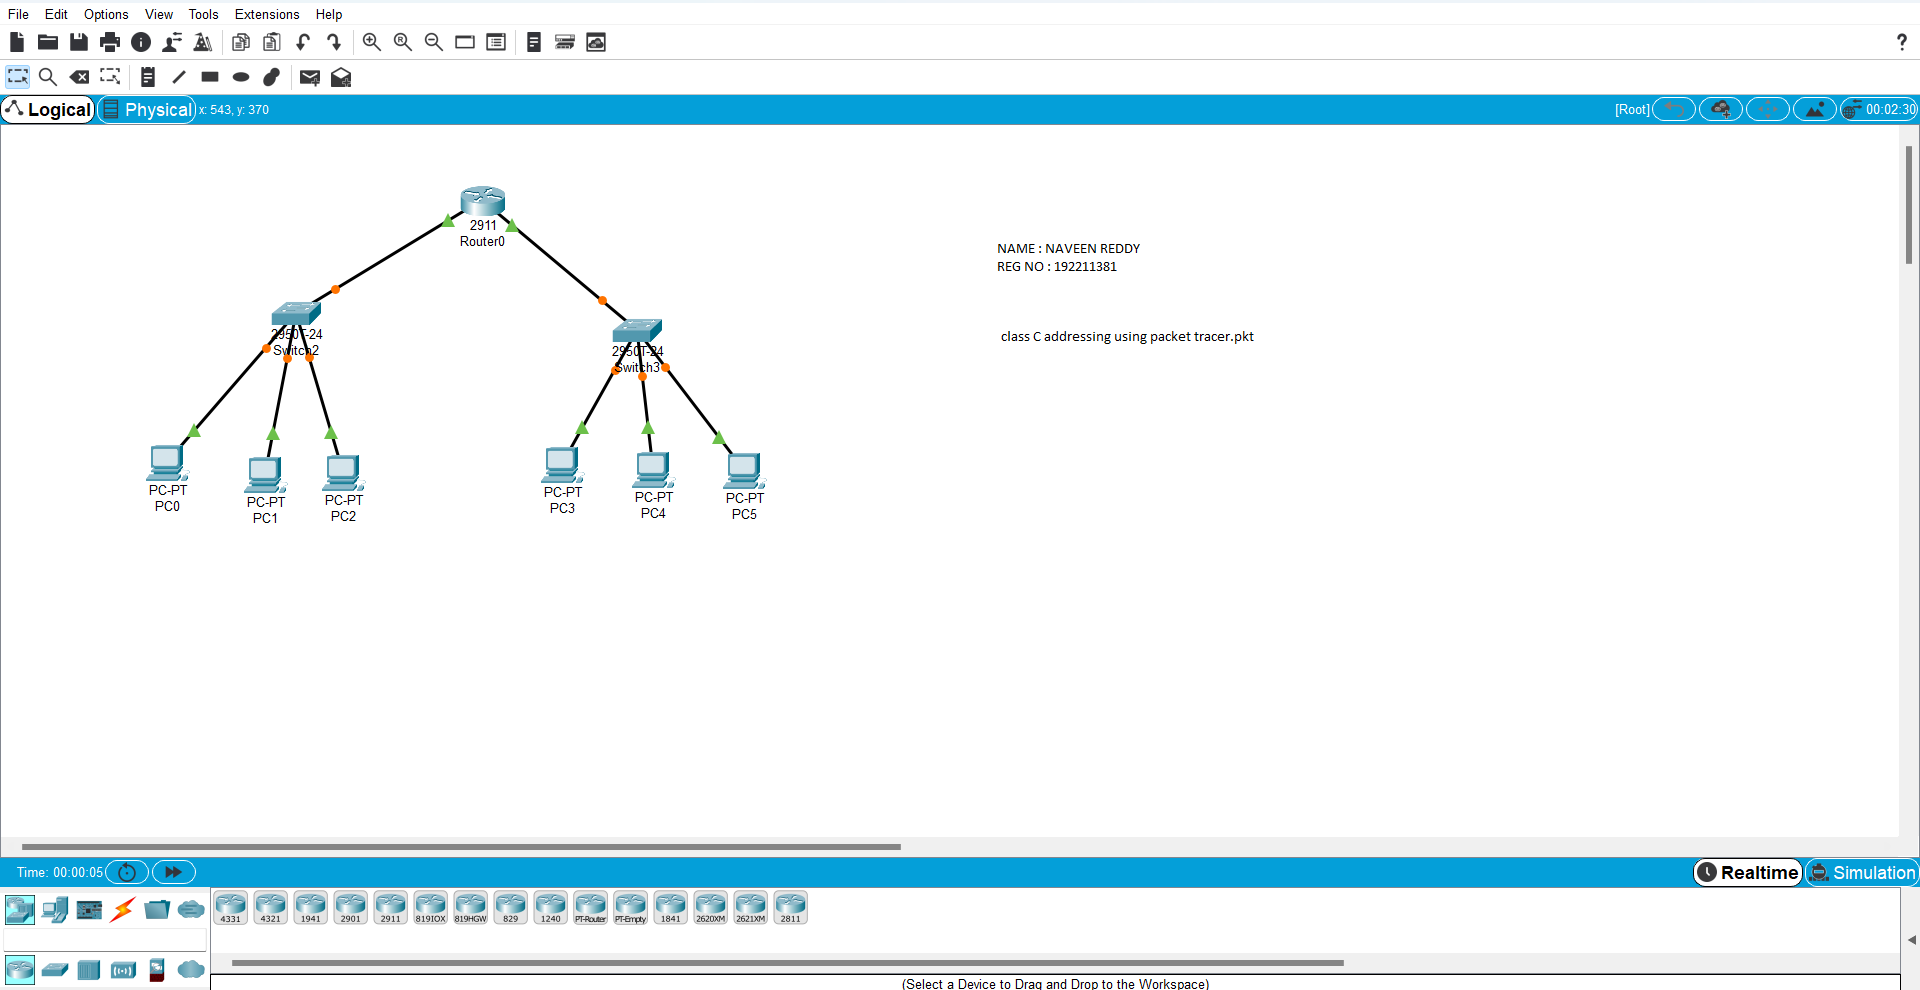 File Edit Options View Tools Extensions Help
?
Logical Physical x: 543, y: 370 [Root] 00:02:30
2911
Router0
NAME : NAVEEN REDDY
REG NO : 192211381
2950T-24
Switch2
2950T-24
Switch3
class C addressing using packet tracer.pkt
PC-PT
PC0
PC-PT
PC1
PC-PT
PC2
PC-PT
PC3
PC-PT
PC4
PC-PT
PC5
Time: 00:00:05 Realtime Simulation
4331 4321 1941 2901 2911 819IOX 819HGW 829 1240 PT-Router PT-Empty 1841 2620XM 2621XM 2811
(Select a Device to Drag and Drop to the Workspace)